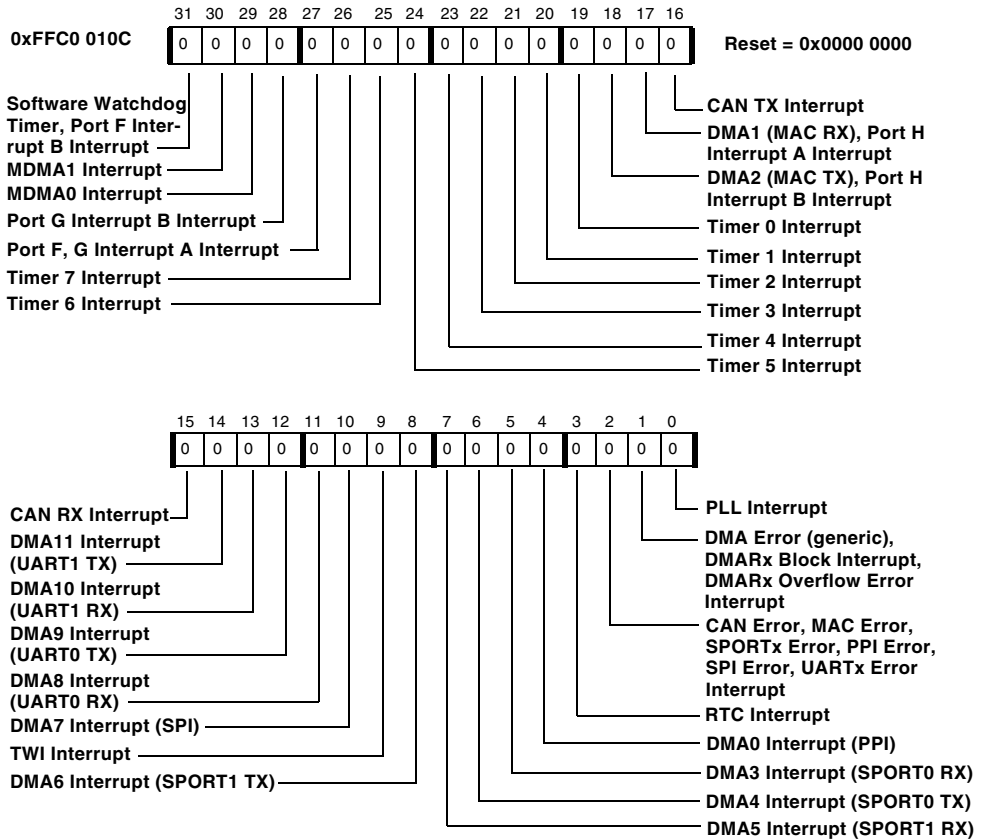 31 30 29 28 27 26 25 24 23 22 21 20 19 18 17 16
0xFFC0 010C
0 0 0 0 0 0 0 0 0 0 0 0 0 0 0 0
Reset = 0x0000 0000
Software Watchdog
Timer, Port F Inter-
rupt B Interrupt
MDMA1 Interrupt
MDMA0 Interrupt
Port G Interrupt B Interrupt
Port F, G Interrupt A Interrupt
Timer 7 Interrupt
Timer 6 Interrupt
CAN TX Interrupt
DMA1 (MAC RX), Port H
Interrupt A Interrupt
DMA2 (MAC TX), Port H
Interrupt B Interrupt
Timer 0 Interrupt
Timer 1 Interrupt
Timer 2 Interrupt
Timer 3 Interrupt
Timer 4 Interrupt
Timer 5 Interrupt
15 14 13 12 11 10 9 8 7 6 5 4 3 2 1 0
0 0 0 0 0 0 0 0 0 0 0 0 0 0 0 0
CAN RX Interrupt
DMA11 Interrupt
(UART1 TX)
DMA10 Interrupt
(UART1 RX)
DMA9 Interrupt
(UART0 TX)
DMA8 Interrupt
(UART0 RX)
DMA7 Interrupt (SPI)
TWI Interrupt
DMA6 Interrupt (SPORT1 TX)
PLL Interrupt
DMA Error (generic),
DMARx Block Interrupt,
DMARx Overflow Error
Interrupt
CAN Error, MAC Error,
SPORTx Error, PPI Error,
SPI Error, UARTx Error
Interrupt
RTC Interrupt
DMA0 Interrupt (PPI)
DMA3 Interrupt (SPORT0 RX)
DMA4 Interrupt (SPORT0 TX)
DMA5 Interrupt (SPORT1 RX)